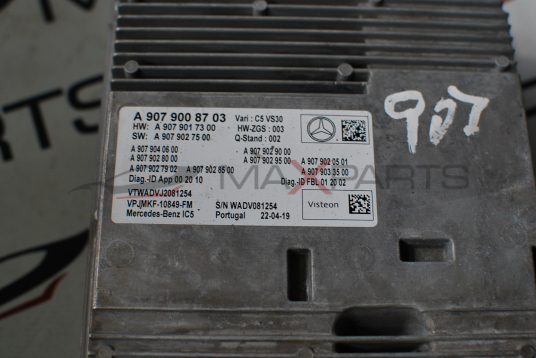 A 907 900 87 03 Vari : C5 VS30
HW: A 907 901 73 00 HW-ZGS : 003
SW: A 907 902 75 00 Q-Stand : 002
A 907 904 06 00 A 907 902 90 00
A 907 902 80 00 A 907 902 95 00 A 907 902 05 01
A 907 902 79 02 A 907 902 85 00 A 907 903 35 00
Diag.-ID App 00 20 10 Diag.-ID FBL 01 20 02
VTWADVJ2081254
VPJMKF-10849-FM S/N WADV081254 Visteon
Mercedes-Benz IC5 Portugal 22-04-19
907
MAXPARTS